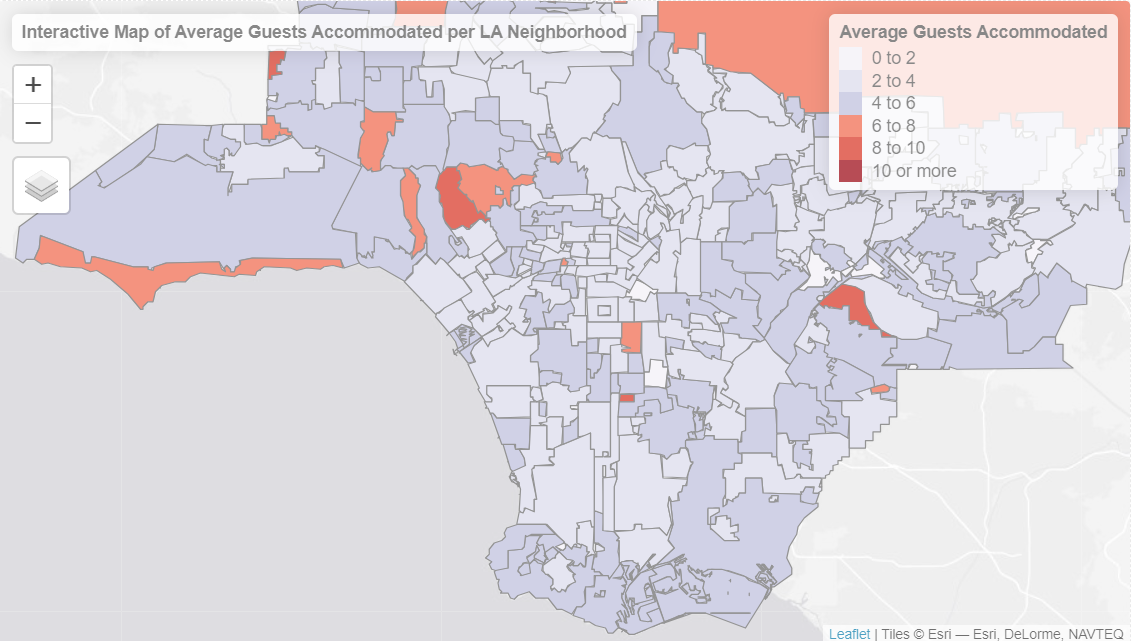 Interactive Map of Average Guests Accommodated per LA Neighborhood
+
−
Average Guests Accommodated
0 to 2
2 to 4
4 to 6
6 to 8
8 to 10
10 or more
Leaflet | Tiles © Esri — Esri, DeLorme, NAVTEQ